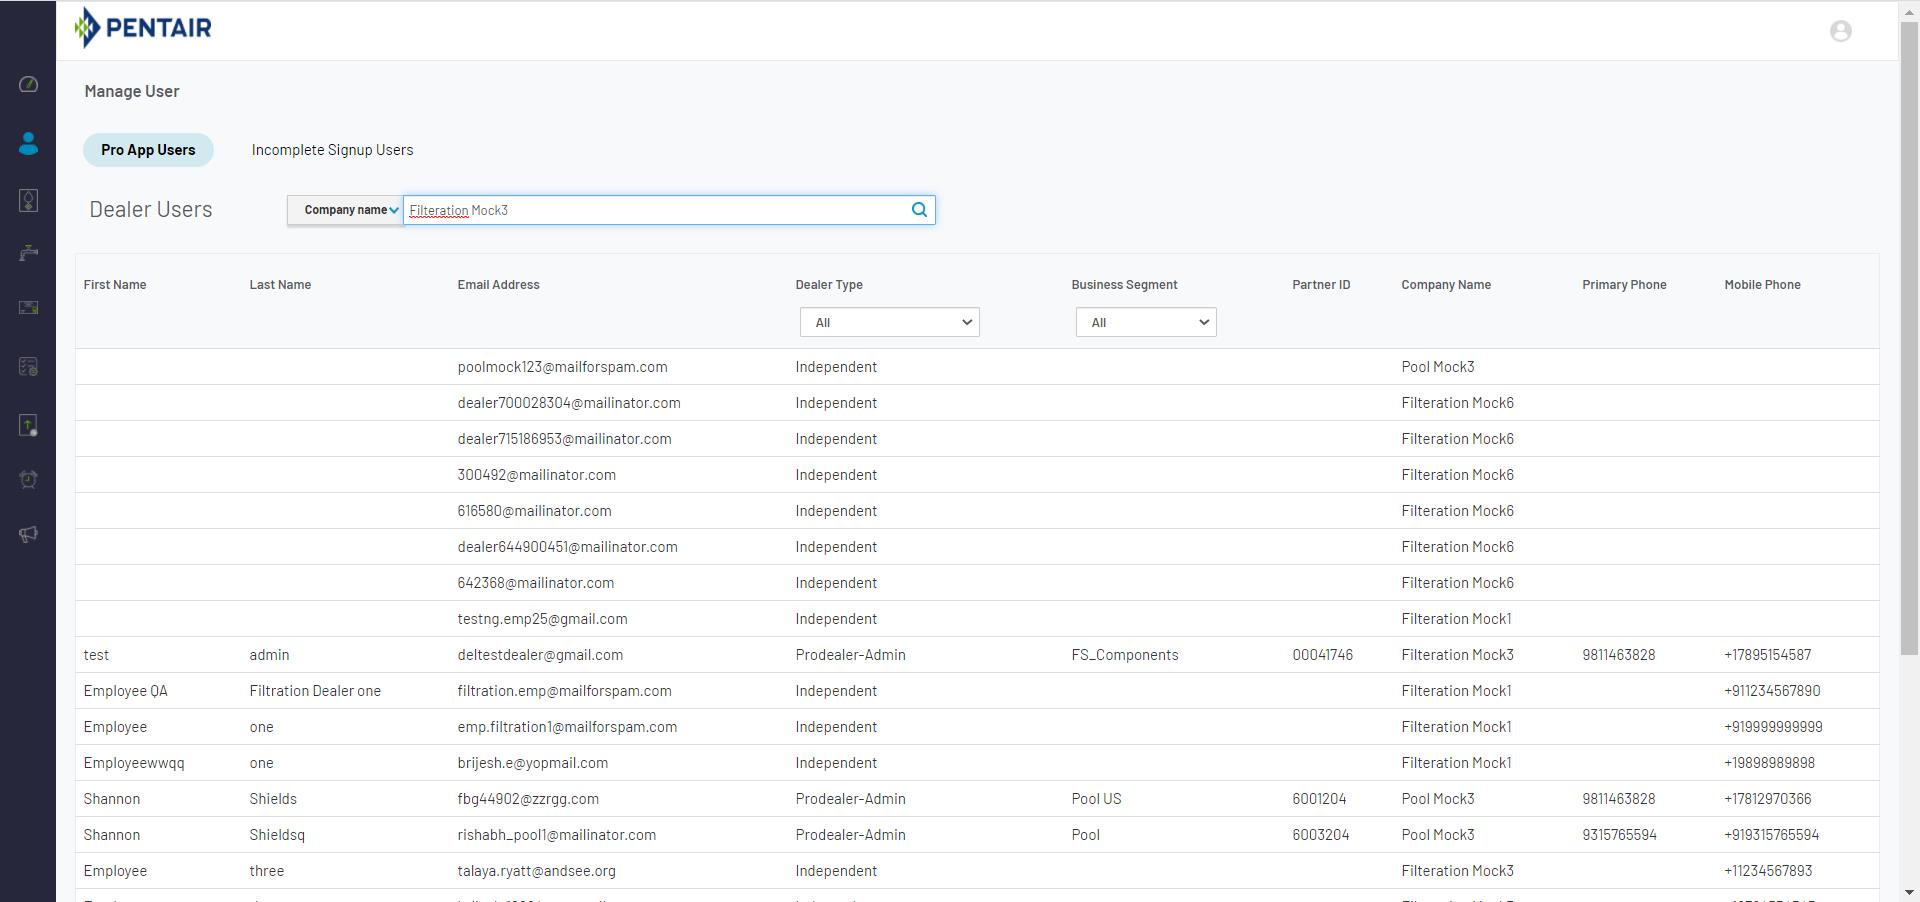 PENTAIR
Manage User
Pro App Users Incomplete Signup Users
Dealer Users Company name Filteration Mock3
First Name Last Name Email Address Dealer Type Business Segment Partner ID Company Name Primary Phone Mobile Phone
All All
poolmock123@mailforspam.com Independent Pool Mock3
dealer700028304@mailinator.com Independent Filteration Mock6
dealer715186953@mailinator.com Independent Filteration Mock6
300492@mailinator.com Independent Filteration Mock6
616580@mailinator.com Independent Filteration Mock6
dealer644900451@mailinator.com Independent Filteration Mock6
642368@mailinator.com Independent Filteration Mock6
testng.emp25@gmail.com Independent Filteration Mock1
test admin deltestdealer@gmail.com Prodealer-Admin FS_Components 00041746 Filteration Mock3 9811463828 +17895154587
Employee QA Filtration Dealer one filtration.emp@mailforspam.com Independent Filteration Mock1 +911234567890
Employee one emp.filtration1@mailforspam.com Independent Filteration Mock1 +919999999999
Employeewwqq one brijesh.e@yopmail.com Independent Filteration Mock1 +19898989898
Shannon Shields fbg44902@zzrgg.com Prodealer-Admin Pool US 6001204 Pool Mock3 9811463828 +17812970366
Shannon Shieldsq rishabh_pool1@mailinator.com Prodealer-Admin Pool 6003204 Pool Mock3 9315765594 +919315765594
Employee three talaya.ryatt@andsee.org Independent Filteration Mock3 +11234567893